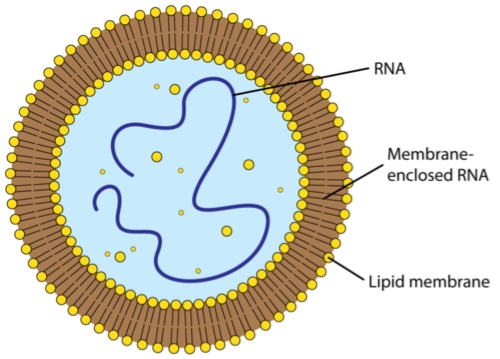 RNA
Membrane-
enclosed RNA
Lipid membrane